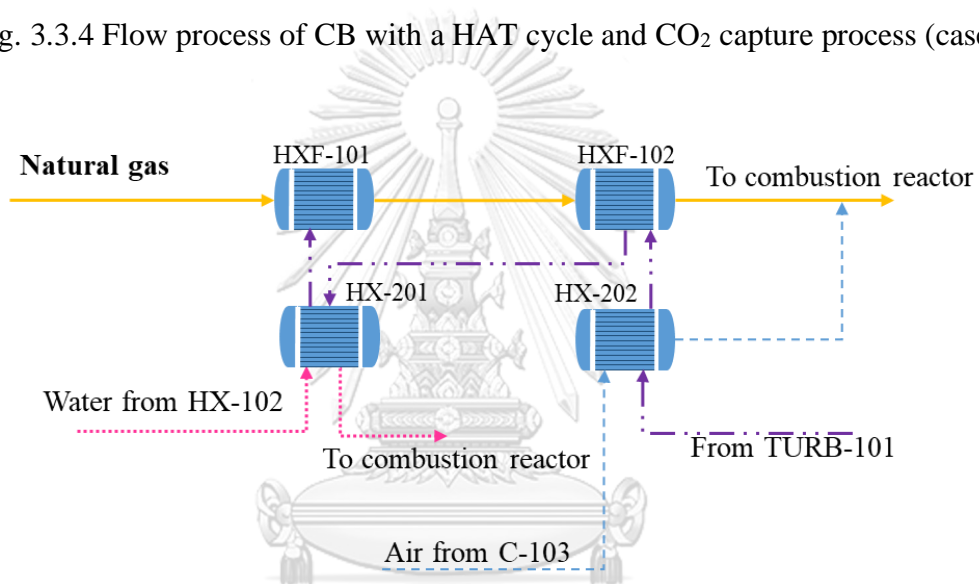 g. 3.3.4 Flow process of CB with a HAT cycle and CO₂ capture process (case
Natural gas
HXF-101
HXF-102
To combustion reactor
HX-201
HX-202
Water from HX-102
To combustion reactor
From TURB-101
Air from C-103